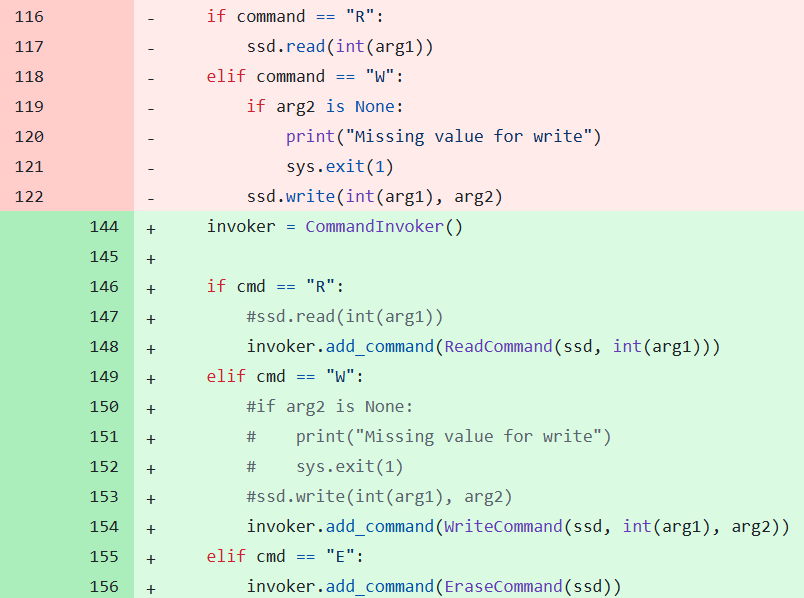 116 - if command == "R":
117 - ssd.read(int(arg1))
118 - elif command == "W":
119 - if arg2 is None:
120 - print("Missing value for write")
121 - sys.exit(1)
122 - ssd.write(int(arg1), arg2)
144 + invoker = CommandInvoker()
145 +
146 + if cmd == "R":
147 + #ssd.read(int(arg1))
148 + invoker.add_command(ReadCommand(ssd, int(arg1)))
149 + elif cmd == "W":
150 + #if arg2 is None:
151 + #    print("Missing value for write")
152 + #    sys.exit(1)
153 + #ssd.write(int(arg1), arg2)
154 + invoker.add_command(WriteCommand(ssd, int(arg1), arg2))
155 + elif cmd == "E":
156 + invoker.add_command(EraseCommand(ssd))